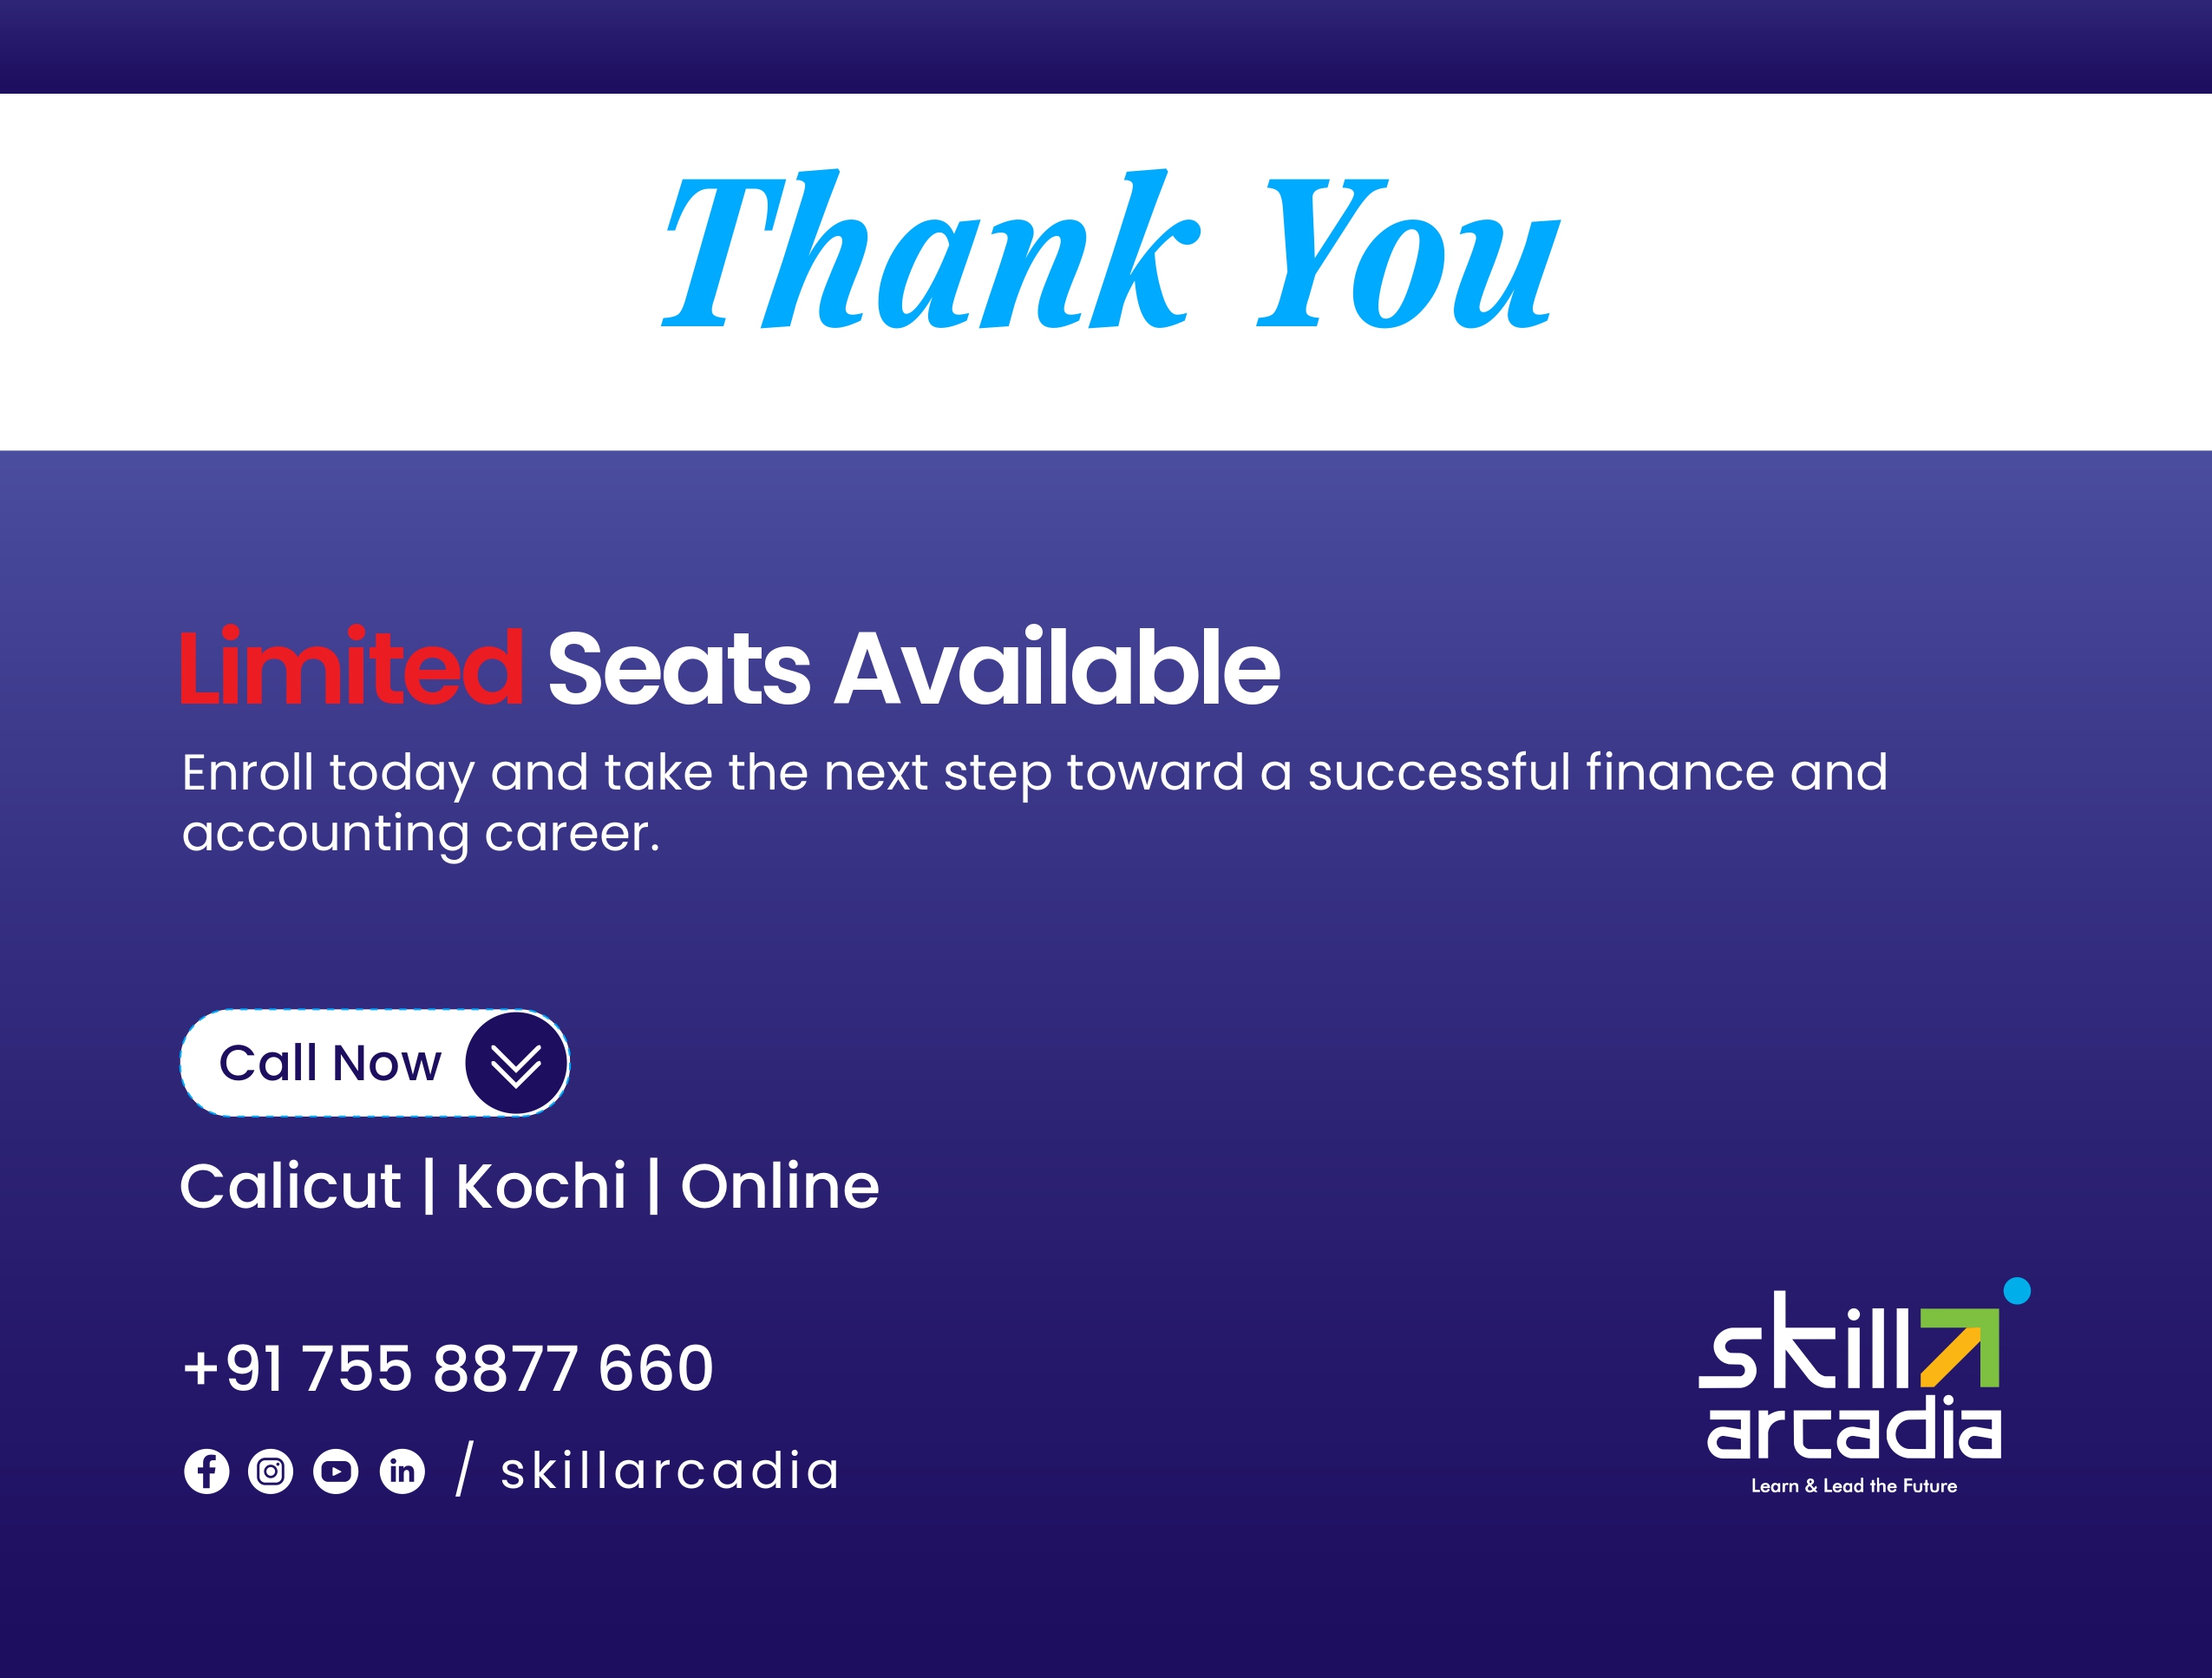 Thank You
Limited Seats Available
Enroll today and take the next step toward a successful finance and
accounting career.
Call Now
Calicut | Kochi | Online
+91 755 8877 660
/ skillarcadia
skill
arcadia
Learn & Lead the Future